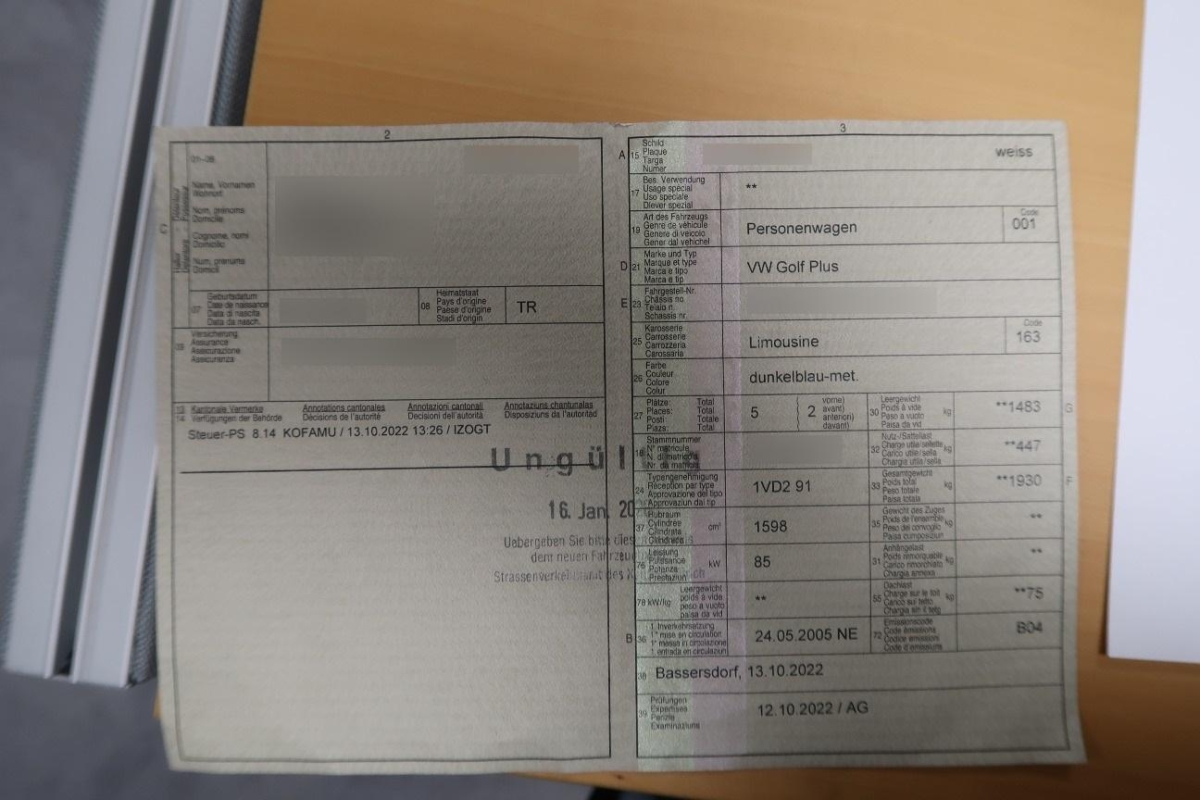 2
01-06
C
Name, Vornamen
Wohnort
Nom, prénoms
Domicile
Cognome, nomi
Domicilio
Num, prenums
Domicil
07
Geburtsdatum
Date de naissance
Data di nascita
Data da nasch.
08
Heimatstaat
Pays d'origine
Paese d'origine
Stadi d'origin
TR
09
Versicherung
Assurance
Assicurazione
Assicuranza
13
14
Kantonale Vermerke
Verfügungen der Behörde
Annotations cantonales
Décisions de l'autorité
Annotazioni cantonali
Decisioni dell'autorità
Annotaziuns chantunalas
Disposiziuns da l'autoritad
Steuer-PS 8.14 KOFAMU / 13.10.2022 13:26 / IZOGT
Ungül
16. Jan. 20
Uebergeben Sie bitte dies
dem neuen Fahrzeug
Strassenverkehrsamt des
3
A 15
Schild
Plaque
Targa
Numer
weiss
17
Bes. Verwendung
Usage spécial
Uso speciale
Diever spezial
**
19
Art des Fahrzeugs
Genre de véhicule
Genere di veicolo
Gener dal vehichel
Personenwagen
Code
001
D 21
Marke und Typ
Marque et type
Marca e tipo
Marca e tip
VW Golf Plus
E 23
Fahrgestell-Nr.
Châssis no
Telaio n.
Schassis nr.
25
Karosserie
Carrosserie
Carrozzeria
Carossaria
Limousine
Code
163
26
Farbe
Couleur
Colore
Colur
dunkelblau-met.
27
Plätze: Total
Places: Total
Posti: Totale
Plazs: Total
5
2
vorne)
avant)
anteriori)
davant)
30
Leergewicht
Poids à vide
Peso a vuoto
Paisa da vid
kg
**1483
G
18
Stammnummer
N° matricule
N. di matricola
Nr. da matricla
32
Nutz-/Sattellast
Charge utile/sellette
Carico utile/sella
Chargia utila/sella
kg
**447
24
Typengenehmigung
Réception par type
Approvazione del tipo
Approvaziun dal tip
1VD2 91
33
Gesamtgewicht
Poids total
Peso totale
Paisa totala
kg
**1930
F
37
Hubraum
Cylindrée
Cilindrata
Cilindrada
cm³
1598
35
Gewicht des Zuges
Poids de l'ensemble
Peso del convoglio
Paisa cumposiziun
kg
**
76
Leistung
Puissance
Potenza
Prestaziun
kW
85
31
Anhängelast
Poids remorquable
Carico rimorchiato
Chargia annexa
kg
**
78 kW/kg
Leergewicht
poids à vide
peso a vuoto
paisa da vid
**
55
Dachlast
Charge sur le toit
Carico sul tetto
Chargia sin il tetg
kg
**75
B 36
1. Inverkehrsetzung
1re mise en circulation
1a messa in circolazione
1. entrada en circulaziun
24.05.2005 NE
72
Emissionscode
Code émissions
Codice emissioni
Code d'emissiuns
B04
38
Bassersdorf, 13.10.2022
39
Prüfungen
Expertises
Perizie
Examinaziuns
12.10.2022 / AG